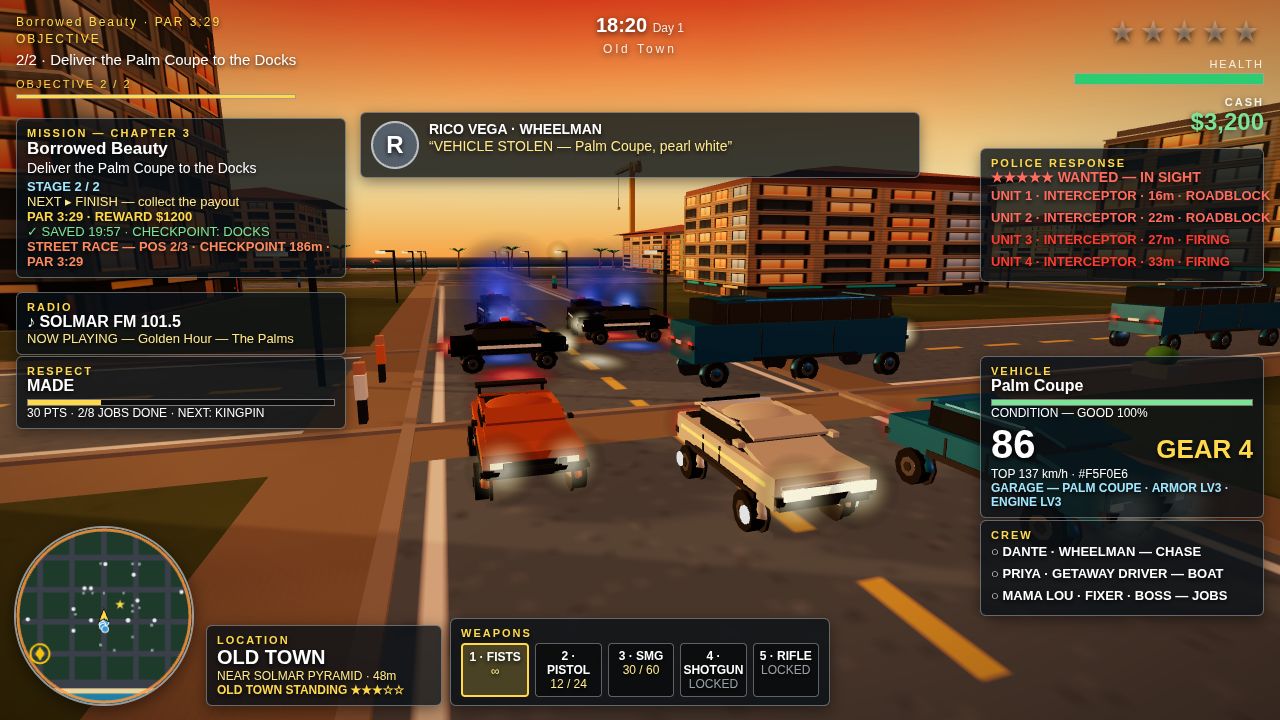 Borrowed Beauty · PAR 3:29
OBJECTIVE
2/2 · Deliver the Palm Coupe to the Docks
OBJECTIVE 2 / 2
18:20 Day 1
Old Town
★★★★★
HEALTH
CASH
$3,200
MISSION — CHAPTER 3
Borrowed Beauty
Deliver the Palm Coupe to the Docks
STAGE 2 / 2
NEXT ▸ FINISH — collect the payout
PAR 3:29 · REWARD $1200
✓ SAVED 19:57 · CHECKPOINT: DOCKS
STREET RACE — POS 2/3 · CHECKPOINT 186m ·
PAR 3:29
R
RICO VEGA · WHEELMAN
“VEHICLE STOLEN — Palm Coupe, pearl white”
POLICE RESPONSE
★★★★★ WANTED — IN SIGHT
UNIT 1 · INTERCEPTOR · 16m · ROADBLOCK
UNIT 2 · INTERCEPTOR · 22m · ROADBLOCK
UNIT 3 · INTERCEPTOR · 27m · FIRING
UNIT 4 · INTERCEPTOR · 33m · FIRING
RADIO
♪ SOLMAR FM 101.5
NOW PLAYING — Golden Hour — The Palms
RESPECT
MADE
30 PTS · 2/8 JOBS DONE · NEXT: KINGPIN
VEHICLE
Palm Coupe
CONDITION — GOOD 100%
86 GEAR 4
TOP 137 km/h · #F5F0E6
GARAGE — PALM COUPE · ARMOR LV3 ·
ENGINE LV3
CREW
○ DANTE · WHEELMAN — CHASE
○ PRIYA · GETAWAY DRIVER — BOAT
○ MAMA LOU · FIXER · BOSS — JOBS
LOCATION
OLD TOWN
NEAR SOLMAR PYRAMID · 48m
OLD TOWN STANDING ★★★☆☆
WEAPONS
1 · FISTS
∞
2 ·
PISTOL
12 / 24
3 · SMG
30 / 60
4 ·
SHOTGUN
LOCKED
5 · RIFLE
LOCKED